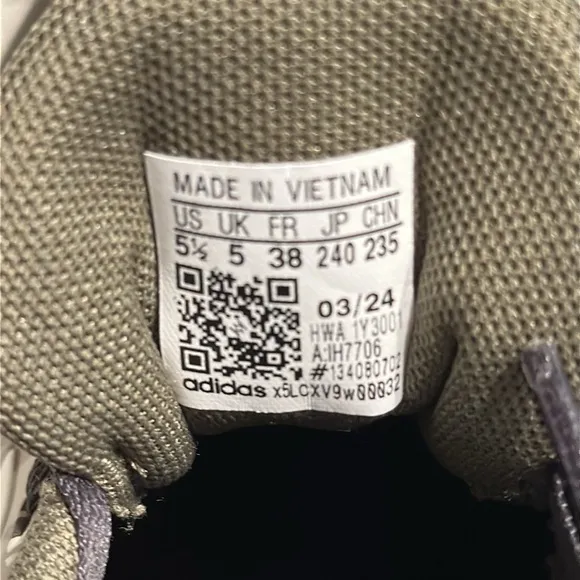 MADE IN VIETNAM
US UK FR JP CHN
5½ 5 38 240 235
03/24
HWA 1Y3001
A:IH7706
#134080702
adidas x5LCXV9w00032